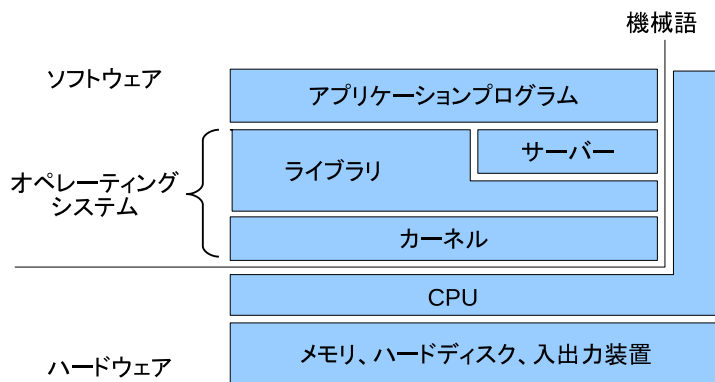 機械語
ソフトウェア
アプリケーションプログラム
サーバー
ライブラリ
オペレーティング
システム
カーネル
CPU
メモリ、ハードディスク、入出力装置
ハードウェア